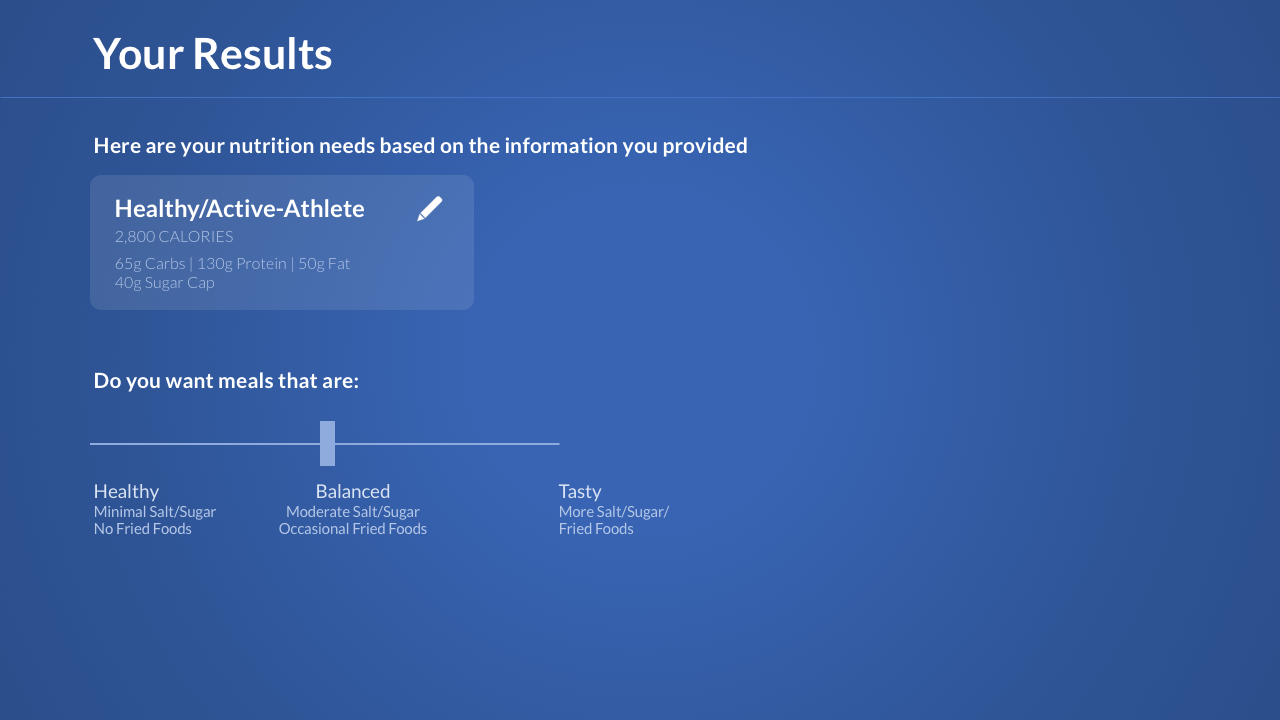 Your Results
Here are your nutrition needs based on the information you provided
Healthy/Active-Athlete
2,800 CALORIES
65g Carbs | 130g Protein | 50g Fat
40g Sugar Cap
Do you want meals that are:
Healthy
Minimal Salt/Sugar
No Fried Foods
Balanced
Moderate Salt/Sugar
Occasional Fried Foods
Tasty
More Salt/Sugar/
Fried Foods